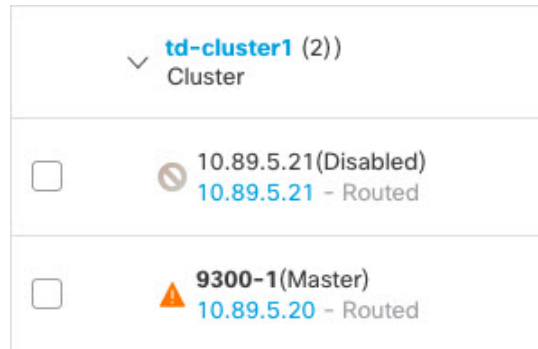 td-cluster1 (2))
Cluster
10.89.5.21(Disabled)
10.89.5.21 - Routed
9300-1(Master)
10.89.5.20 - Routed